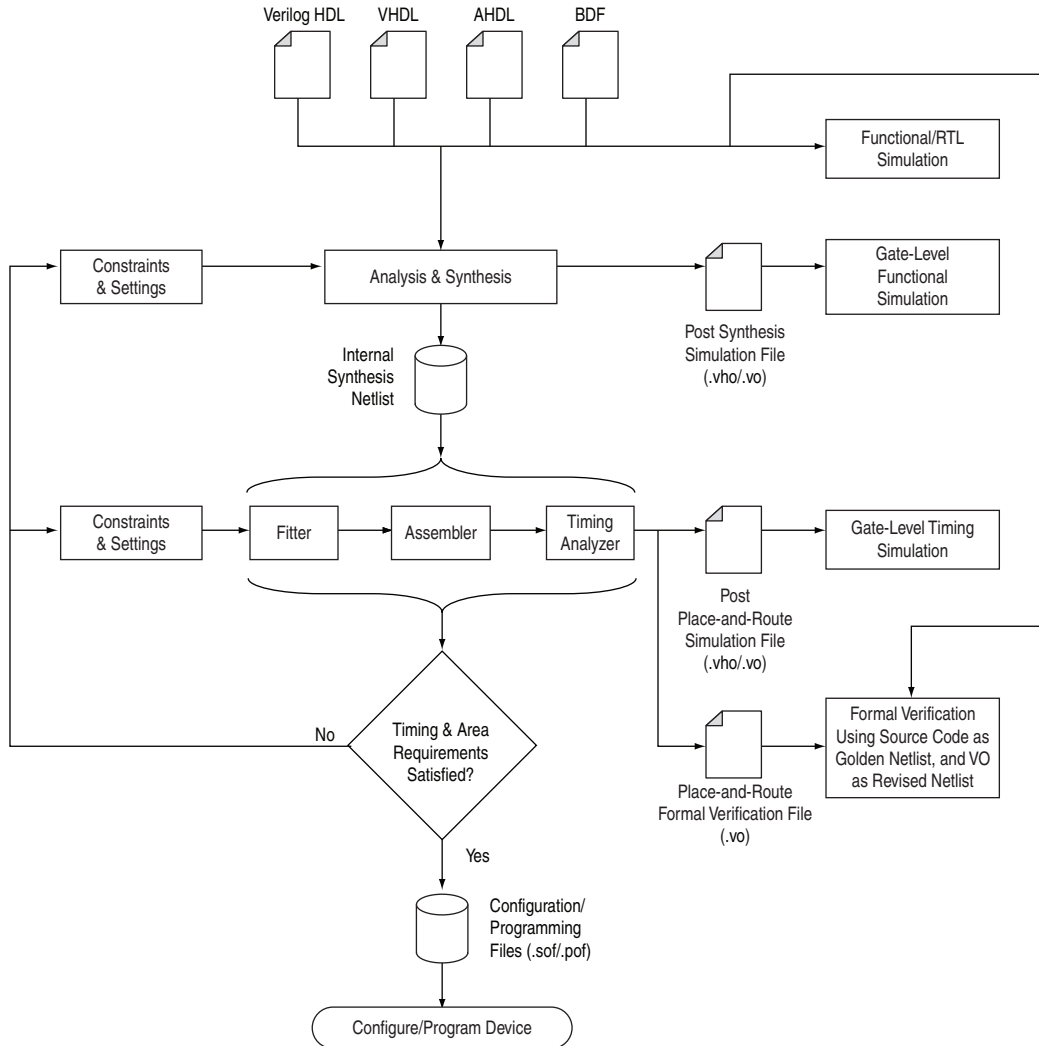 Verilog HDL
VHDL
AHDL
BDF
Functional/RTL
Simulation
Constraints
& Settings
Analysis & Synthesis
Gate-Level
Functional
Simulation
Post Synthesis
Simulation File
(.vho/.vo)
Internal
Synthesis
Netlist
Constraints
& Settings
Fitter
Assembler
Timing
Analyzer
Gate-Level Timing
Simulation
Post
Place-and-Route
Simulation File
(.vho/.vo)
No
Timing & Area
Requirements
Satisfied?
Formal Verification
Using Source Code as
Golden Netlist, and VO
as Revised Netlist
Place-and-Route
Formal Verification File
(.vo)
Yes
Configuration/
Programming
Files (.sof/.pof)
Configure/Program Device